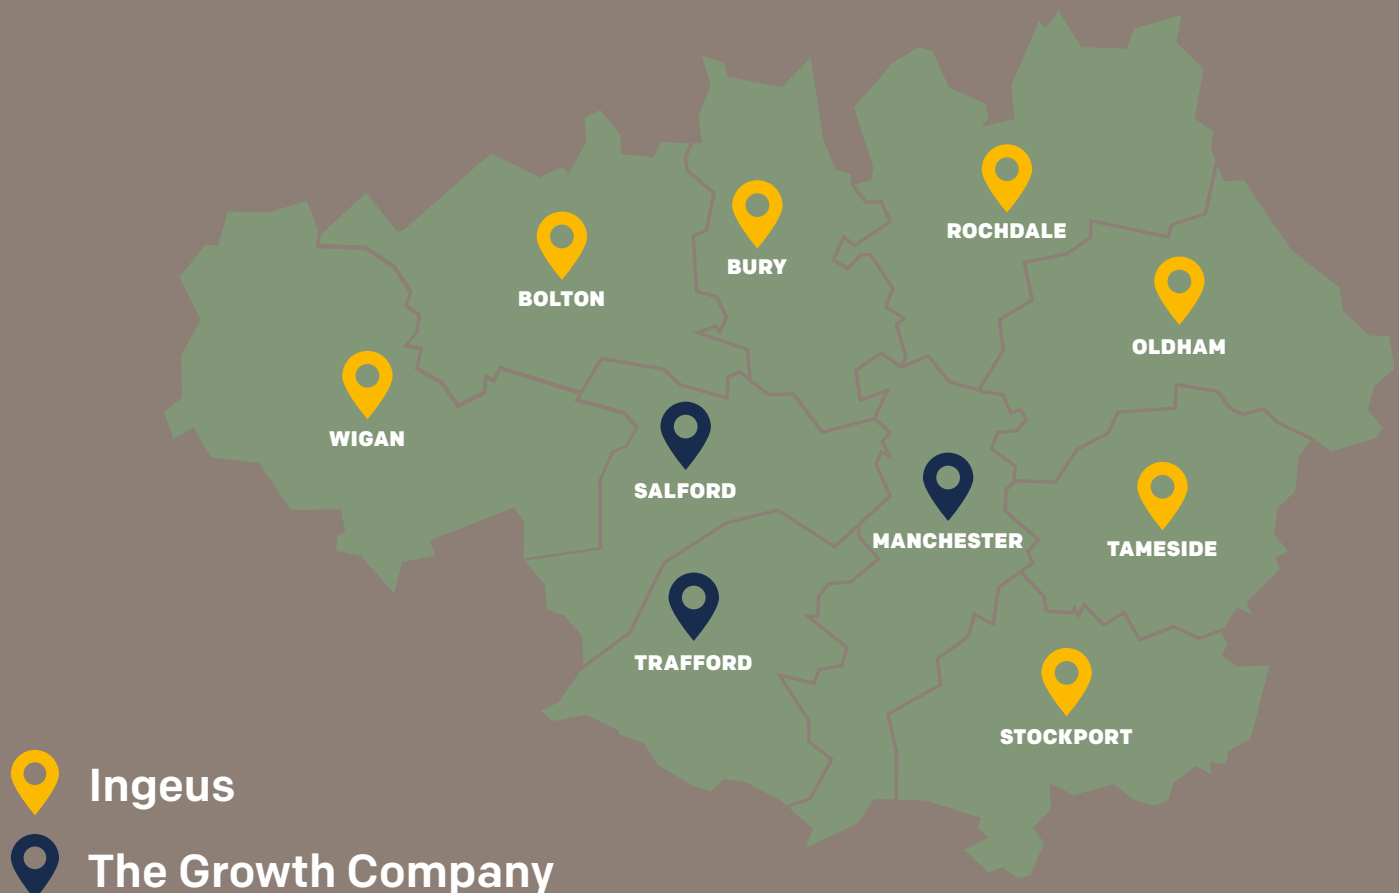 ROCHDALE
BURY
BOLTON
OLDHAM
WIGAN
SALFORD
MANCHESTER
TAMESIDE
TRAFFORD
STOCKPORT
Ingeus
The Growth Company